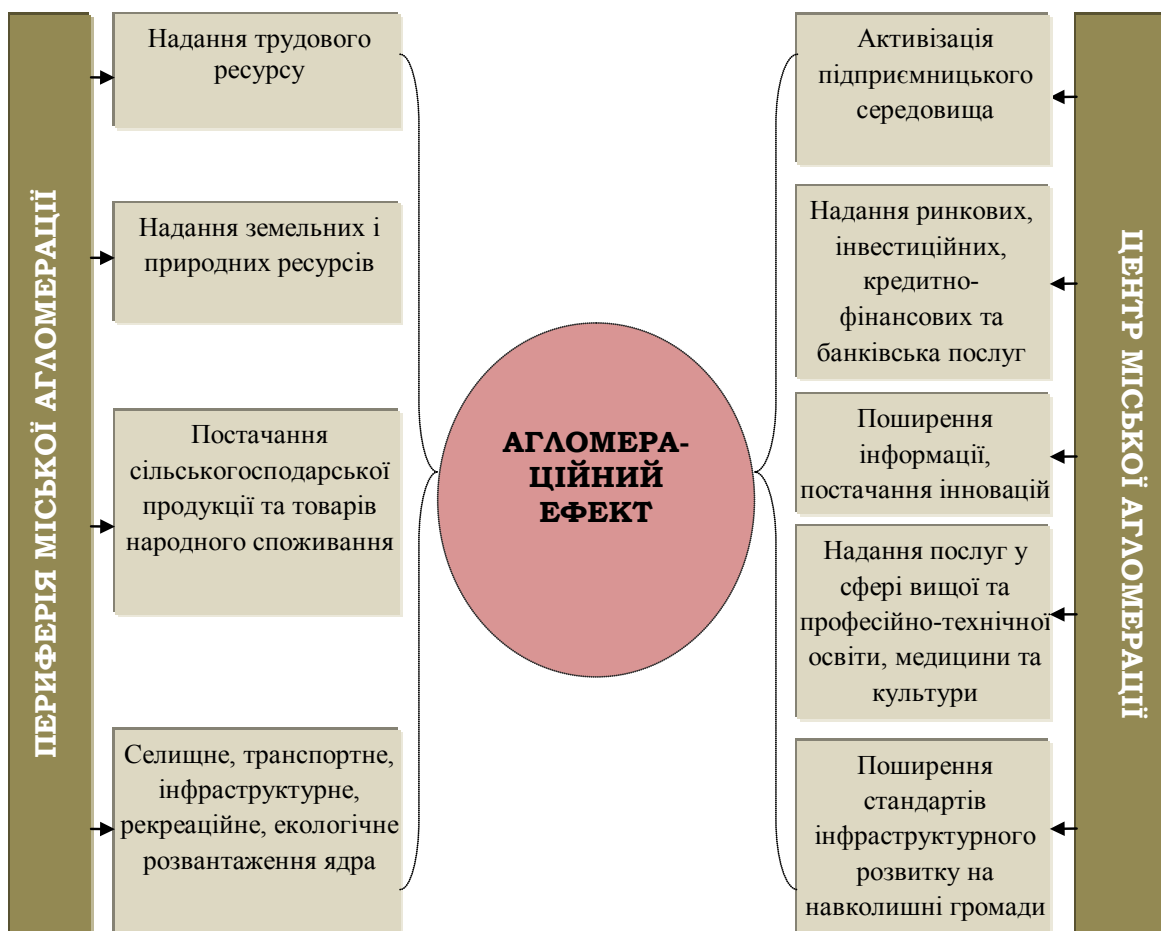 ПЕРИФЕРІЯ МІСЬКОЇ АГЛОМЕРАЦІЇ
Надання трудового
ресурсу
Надання земельних і
природних ресурсів
Постачання
сільськогосподарської
продукції та товарів
народного споживання
Селищне, транспортне,
інфраструктурне,
рекреаційне, екологічне
розвантаження ядра
АГЛОМЕРА-
ЦІЙНИЙ
ЕФЕКТ
Активізація
підприємницького
середовища
Надання ринкових,
інвестиційних,
кредитно-
фінансових та
банківська послуг
Поширення
інформації,
постачання інновацій
Надання послуг у
сфері вищої та
професійно-технічної
освіти, медицини та
культури
Поширення
стандартів
інфраструктурного
розвитку на
навколишні громади
ЦЕНТР МІСЬКОЇ АГЛОМЕРАЦІЇ